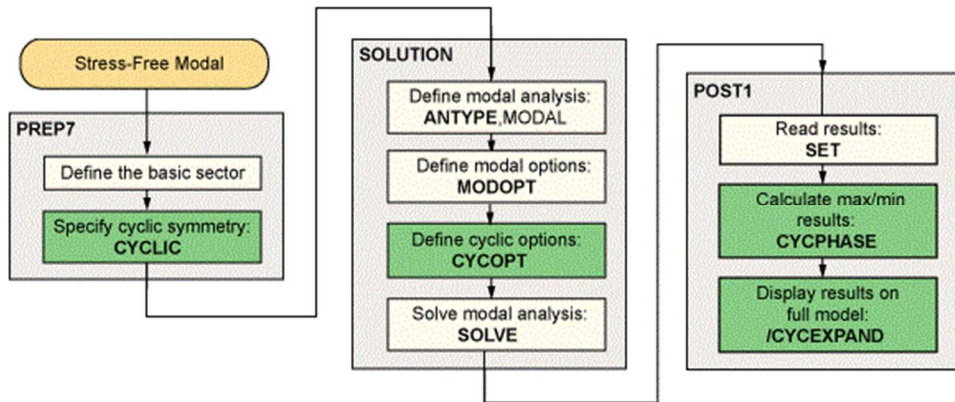 Stress-Free Modal
PREP7
Define the basic sector
Specify cyclic symmetry:
CYCLIC
SOLUTION
Define modal analysis:
ANTYPE,MODAL
Define modal options:
MODOPT
Define cyclic options:
CYCOPT
Solve modal analysis:
SOLVE
POST1
Read results:
SET
Calculate max/min
results:
CYCPHASE
Display results on
full model:
/CYCEXPAND